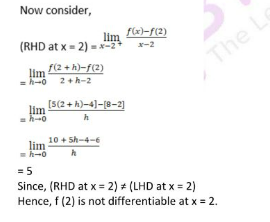 Now consider,
(RHD at x = 2) = lim x→2⁺ f(x)−f(2) / x−2
= lim h→0 f(2 + h)−f(2) / 2 + h−2
= lim h→0 [5(2 + h)−4]−[8−2] / h
= lim h→0 10 + 5h−4−6 / h
= 5
Since, (RHD at x = 2) ≠ (LHD at x = 2)
Hence, f (2) is not differentiable at x = 2.